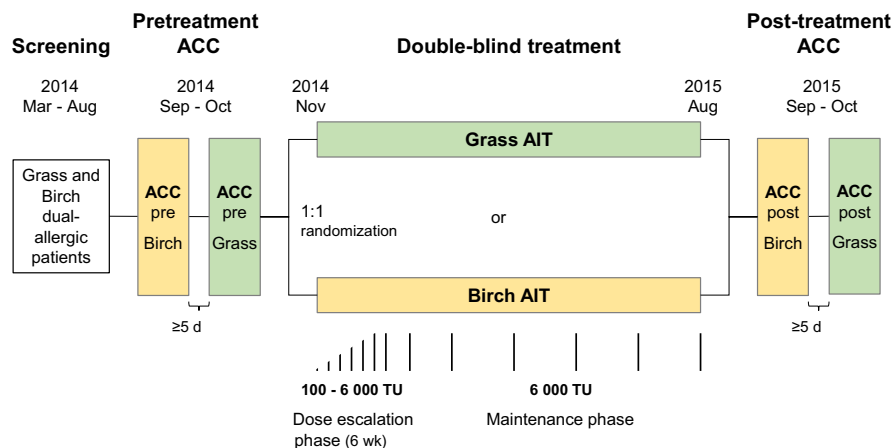 Screening
Pretreatment
ACC
Double-blind treatment
Post-treatment
ACC
2014
Mar - Aug
2014
Sep - Oct
2014
Nov
2015
Aug
2015
Sep - Oct
Grass and
Birch
dual-
allergic
patients
ACC
pre
Birch
ACC
pre
Grass
≥5 d
1:1
randomization
Grass AIT
or
Birch AIT
ACC
post
Birch
ACC
post
Grass
≥5 d
100 - 6 000 TU
6 000 TU
Dose escalation
phase (6 wk)
Maintenance phase